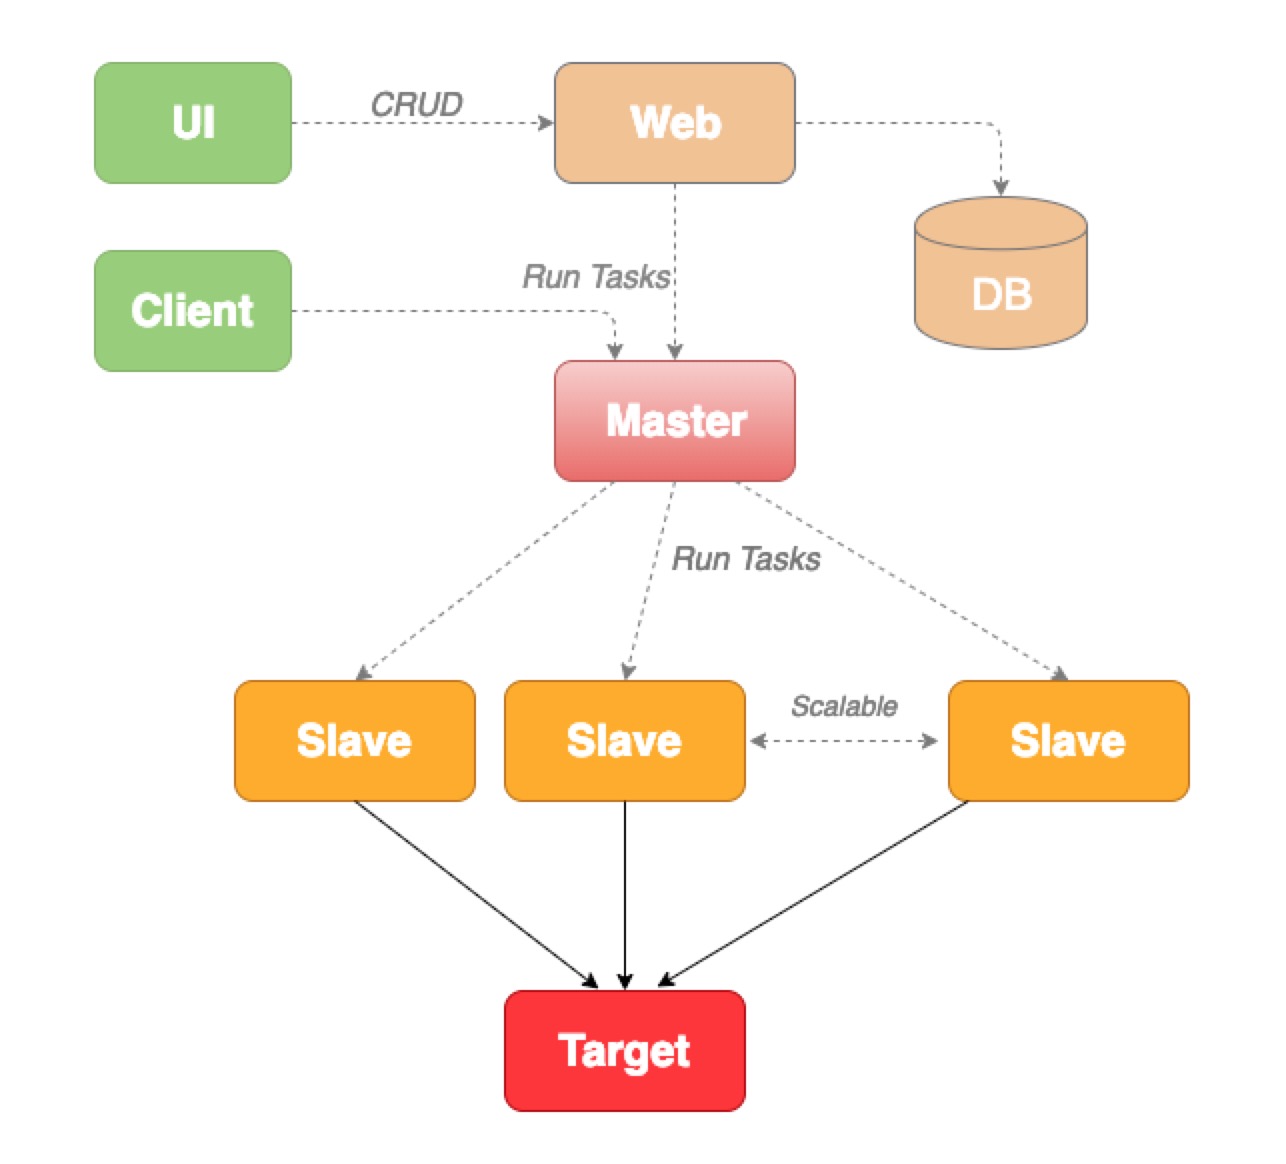 UI
CRUD
Web
Client
Run Tasks
DB
Master
Run Tasks
Slave
Slave
Scalable
Slave
Target